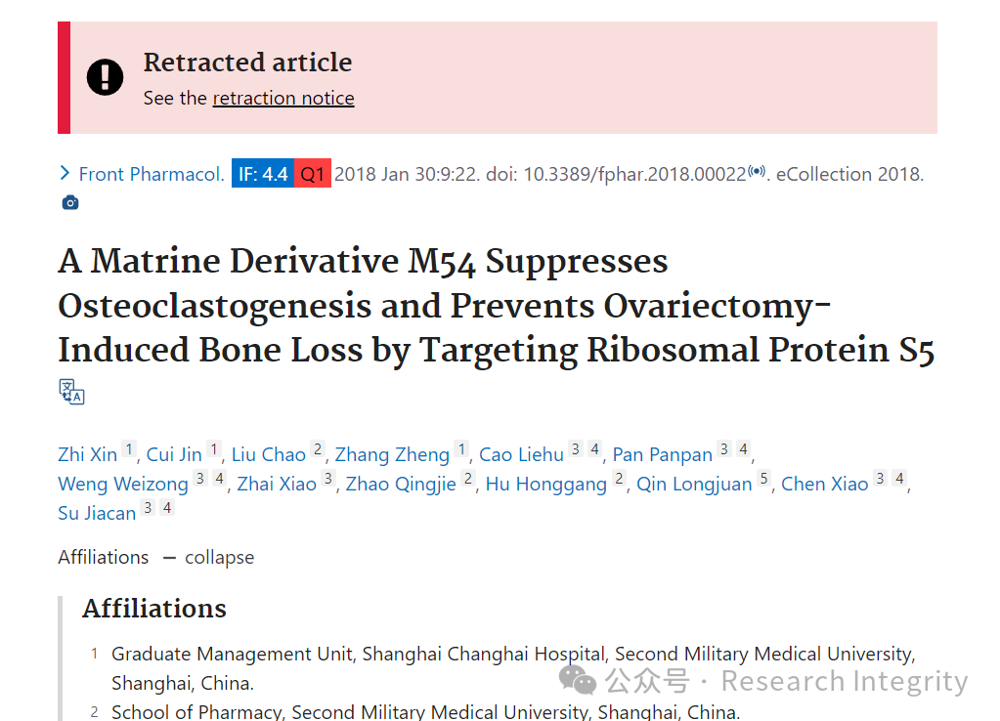 Retracted article
See the retraction notice
Front Pharmacol. IF: 4.4 Q1 2018 Jan 30:9:22. doi: 10.3389/fphar.2018.00022. eCollection 2018.
A Matrine Derivative M54 Suppresses
Osteoclastogenesis and Prevents Ovariectomy-
Induced Bone Loss by Targeting Ribosomal Protein S5
Zhi Xin 1, Cui Jin 1, Liu Chao 2, Zhang Zheng 1, Cao Liehu 3 4, Pan Panpan 3 4,
Weng Weizong 3 4, Zhai Xiao 3, Zhao Qingjie 2, Hu Honggang 2, Qin Longjuan 5, Chen Xiao 3 4,
Su Jiacan 3 4
Affiliations — collapse
Affiliations
1 Graduate Management Unit, Shanghai Changhai Hospital, Second Military Medical University,
Shanghai, China.
公众号 · Research Integrity
2 School of Pharmacy, Second Military Medical University, Shanghai, China.